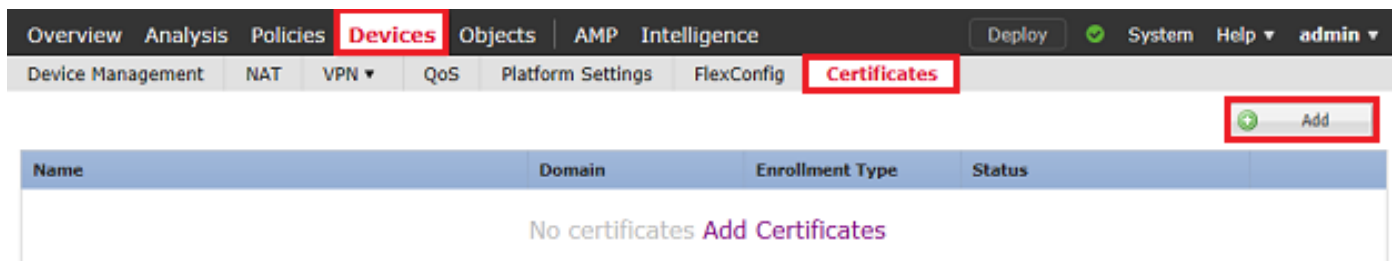 Overview Analysis Policies Devices Objects AMP Intelligence Deploy System Help ▾ admin ▾
Device Management NAT VPN ▾ QoS Platform Settings FlexConfig Certificates
Add
Name Domain Enrollment Type Status
No certificates Add Certificates